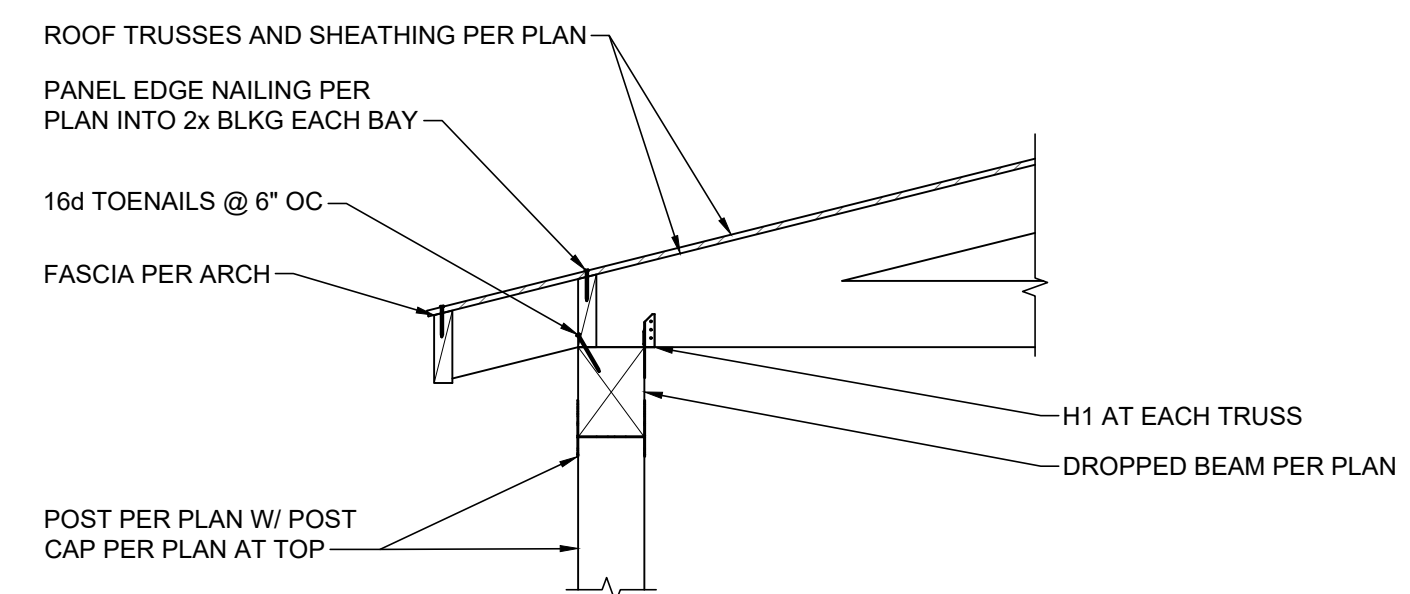 ROOF TRUSSES AND SHEATHING PER PLAN
PANEL EDGE NAILING PER
PLAN INTO 2x BLKG EACH BAY
16d TOENAILS @ 6" OC
FASCIA PER ARCH
H1 AT EACH TRUSS
DROPPED BEAM PER PLAN
POST PER PLAN W/ POST
CAP PER PLAN AT TOP